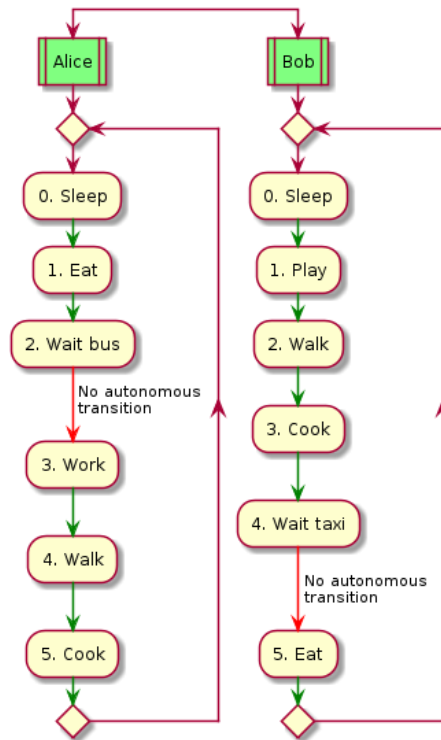 Alice
0. Sleep
1. Eat
2. Wait bus
No autonomous
transition
3. Work
4. Walk
5. Cook
Bob
0. Sleep
1. Play
2. Walk
3. Cook
4. Wait taxi
No autonomous
transition
5. Eat